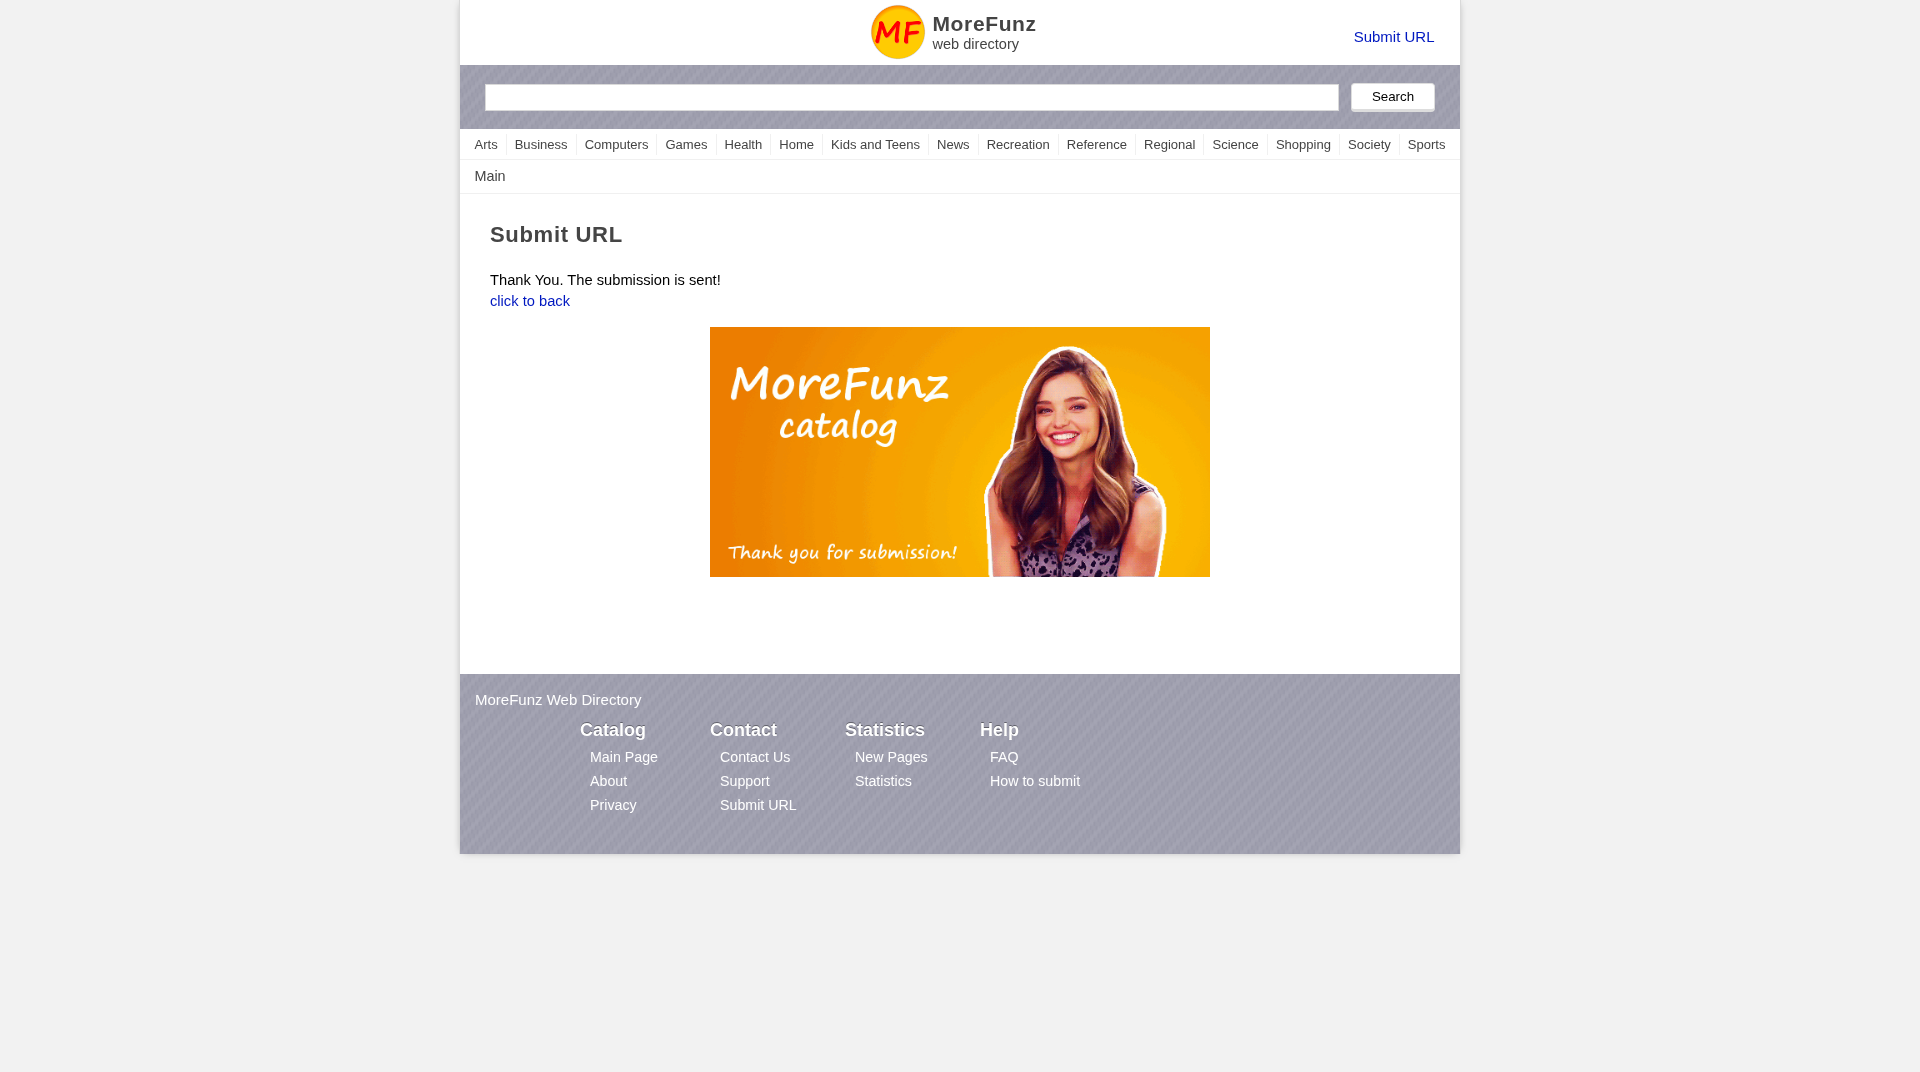 MF
MoreFunz
web directory
Submit URL
Search
Arts Business Computers Games Health Home Kids and Teens News Recreation Reference Regional Science Shopping Society Sports
Main
Submit URL
Thank You. The submission is sent!
click to back
MoreFunz
catalog
Thank you for submission!
MoreFunz Web Directory
Catalog Contact Statistics Help
Main Page Contact Us New Pages FAQ
About Support Statistics How to submit
Privacy Submit URL